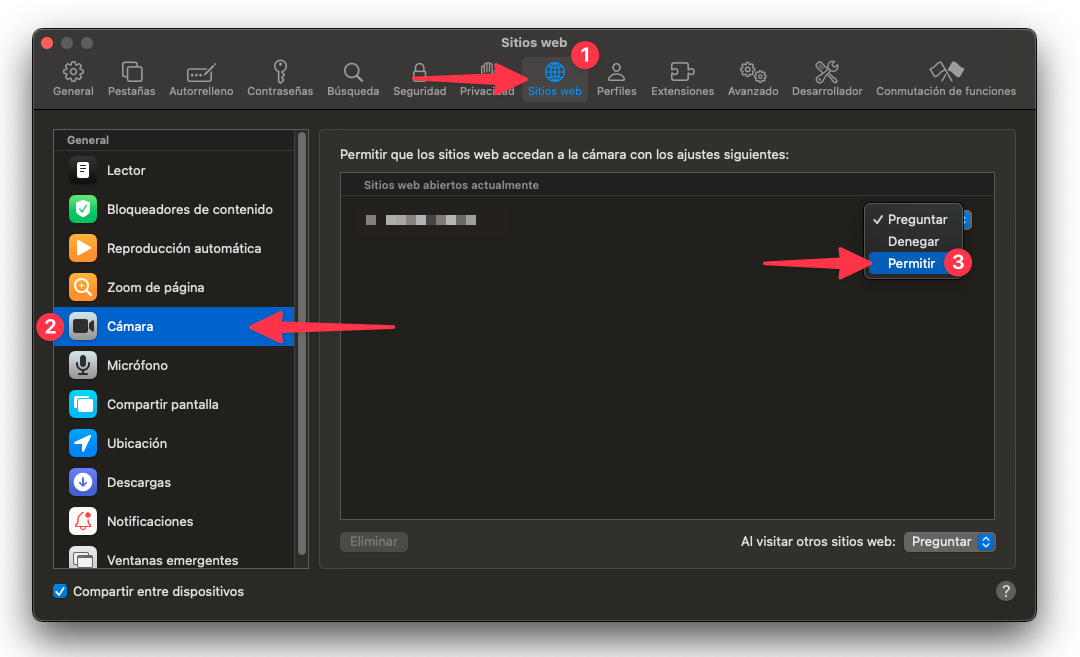 Sitios web
1
General
Pestañas
Autorrelleno
Contraseñas
Búsqueda
Seguridad
Privacidad
Sitios web
Perfiles
Extensiones
Avanzado
Desarrollador
Conmutación de funciones
General
Lector
Bloqueadores de contenido
Reproducción automática
Zoom de página
2
Cámara
Micrófono
Compartir pantalla
Ubicación
Descargas
Notificaciones
Ventanas emergentes
Permitir que los sitios web accedan a la cámara con los ajustes siguientes:
Sitios web abiertos actualmente
✓ Preguntar
Denegar
Permitir
3
Eliminar
Al visitar otros sitios web:
Preguntar
Compartir entre dispositivos
?